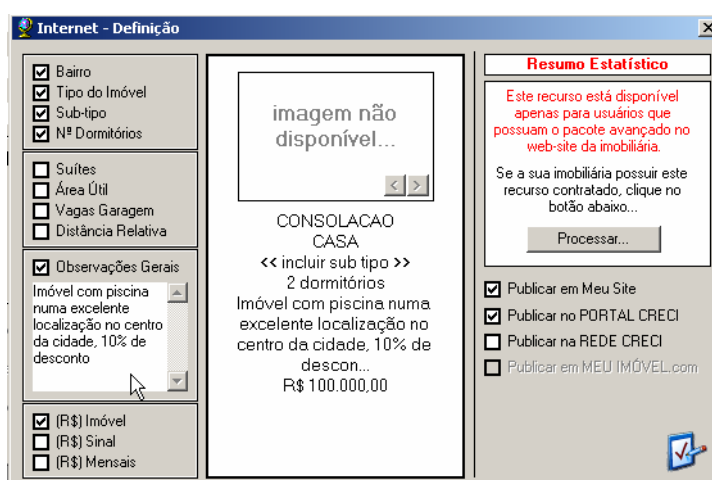 Internet - Definição
Bairro
Tipo do Imóvel
Sub-tipo
Nº Dormitórios
Suítes
Área Útil
Vagas Garagem
Distância Relativa
Observações Gerais
Imóvel com piscina
numa excelente
localização no centro
da cidade, 10% de
desconto
(R$) Imóvel
(R$) Sinal
(R$) Mensais
imagem não
disponível...
< >
CONSOLACAO
CASA
<< incluir sub tipo >>
2 dormitórios
Imóvel com piscina numa
excelente localização no
centro da cidade, 10% de
descon...
R$ 100.000,00
Resumo Estatístico
Este recurso está disponível
apenas para usuários que
possuam o pacote avançado no
web-site da imobiliária.
Se a sua imobiliária possuir este
recurso contratado, clique no
botão abaixo...
Processar...
Publicar em Meu Site
Publicar no PORTAL CRECI
Publicar na REDE CRECI
Publicar em MEU IMÓVEL.com